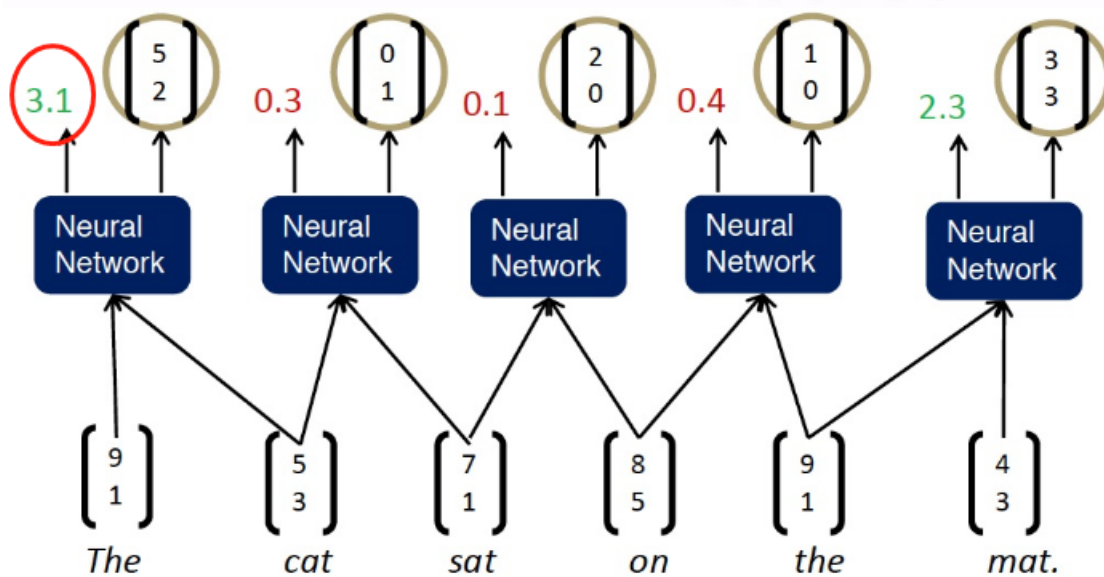 5 0 2 1 3
3.1 2 0.3 1 0.1 0 0.4 0 2.3 3
Neural Neural Neural Neural Neural
Network Network Network Network Network
9 5 7 8 9 4
1 3 1 5 1 3
The cat sat on the mat.